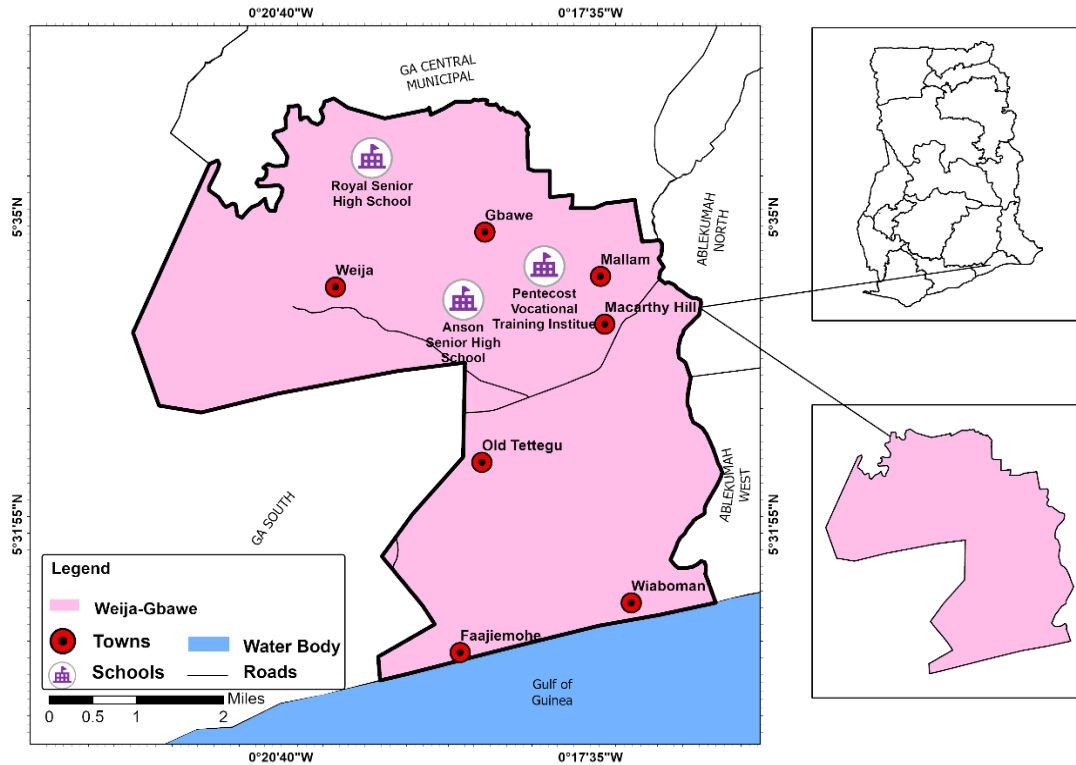 0°20'40"W
0°17'35"W
GA CENTRAL
MUNICIPAL
Royal Senior
High School
5°35'N
5°35'N
ABLEKUMAH
NORTH
Gbawe
Mallam
Weija
Pentecost
Vocational
Training Institue
Macarthy Hill
Anson
Senior High
School
Old Tettegu
ABLEKUMAH
WEST
GA SOUTH
5°31'55"N
5°31'55"N
Wiaboman
Faajiemohe
Gulf of
Guinea
Legend
Weija-Gbawe
Towns
Water Body
Schools
Roads
Miles
0 0.5 1 2
0°20'40"W
0°17'35"W